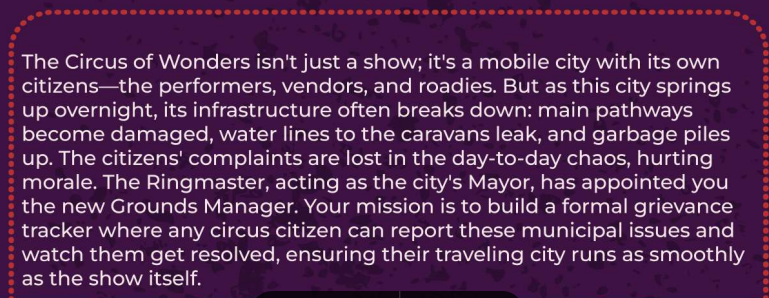 The Circus of Wonders isn't just a show; it's a mobile city with its own
citizens—the performers, vendors, and roadies. But as this city springs
up overnight, its infrastructure often breaks down: main pathways
become damaged, water lines to the caravans leak, and garbage piles
up. The citizens' complaints are lost in the day-to-day chaos, hurting
morale. The Ringmaster, acting as the city's Mayor, has appointed you
the new Grounds Manager. Your mission is to build a formal grievance
tracker where any circus citizen can report these municipal issues and
watch them get resolved, ensuring their traveling city runs as smoothly
as the show itself.